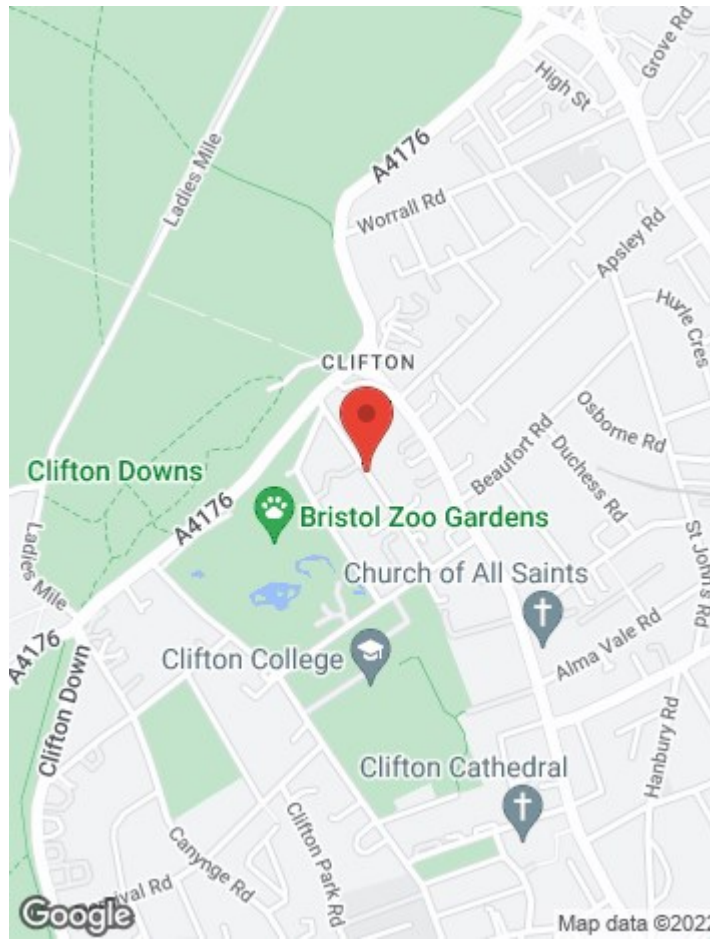 Grove Rd
High St
A4176
Ladies Mile
Worrall Rd
Apsley Rd
Hurle Cres
CLIFTON
Osborne Rd
Beaufort Rd
Duchess Rd
Clifton Downs
A4176
Bristol Zoo Gardens
St Johns Rd
Ladies Mile
Church of All Saints
Alma Vale Rd
A4176
Clifton College
Clifton Down
Hanbury Rd
Clifton Cathedral
Canynge Rd
Clifton Park Rd
ival Rd
Google
Map data ©2022